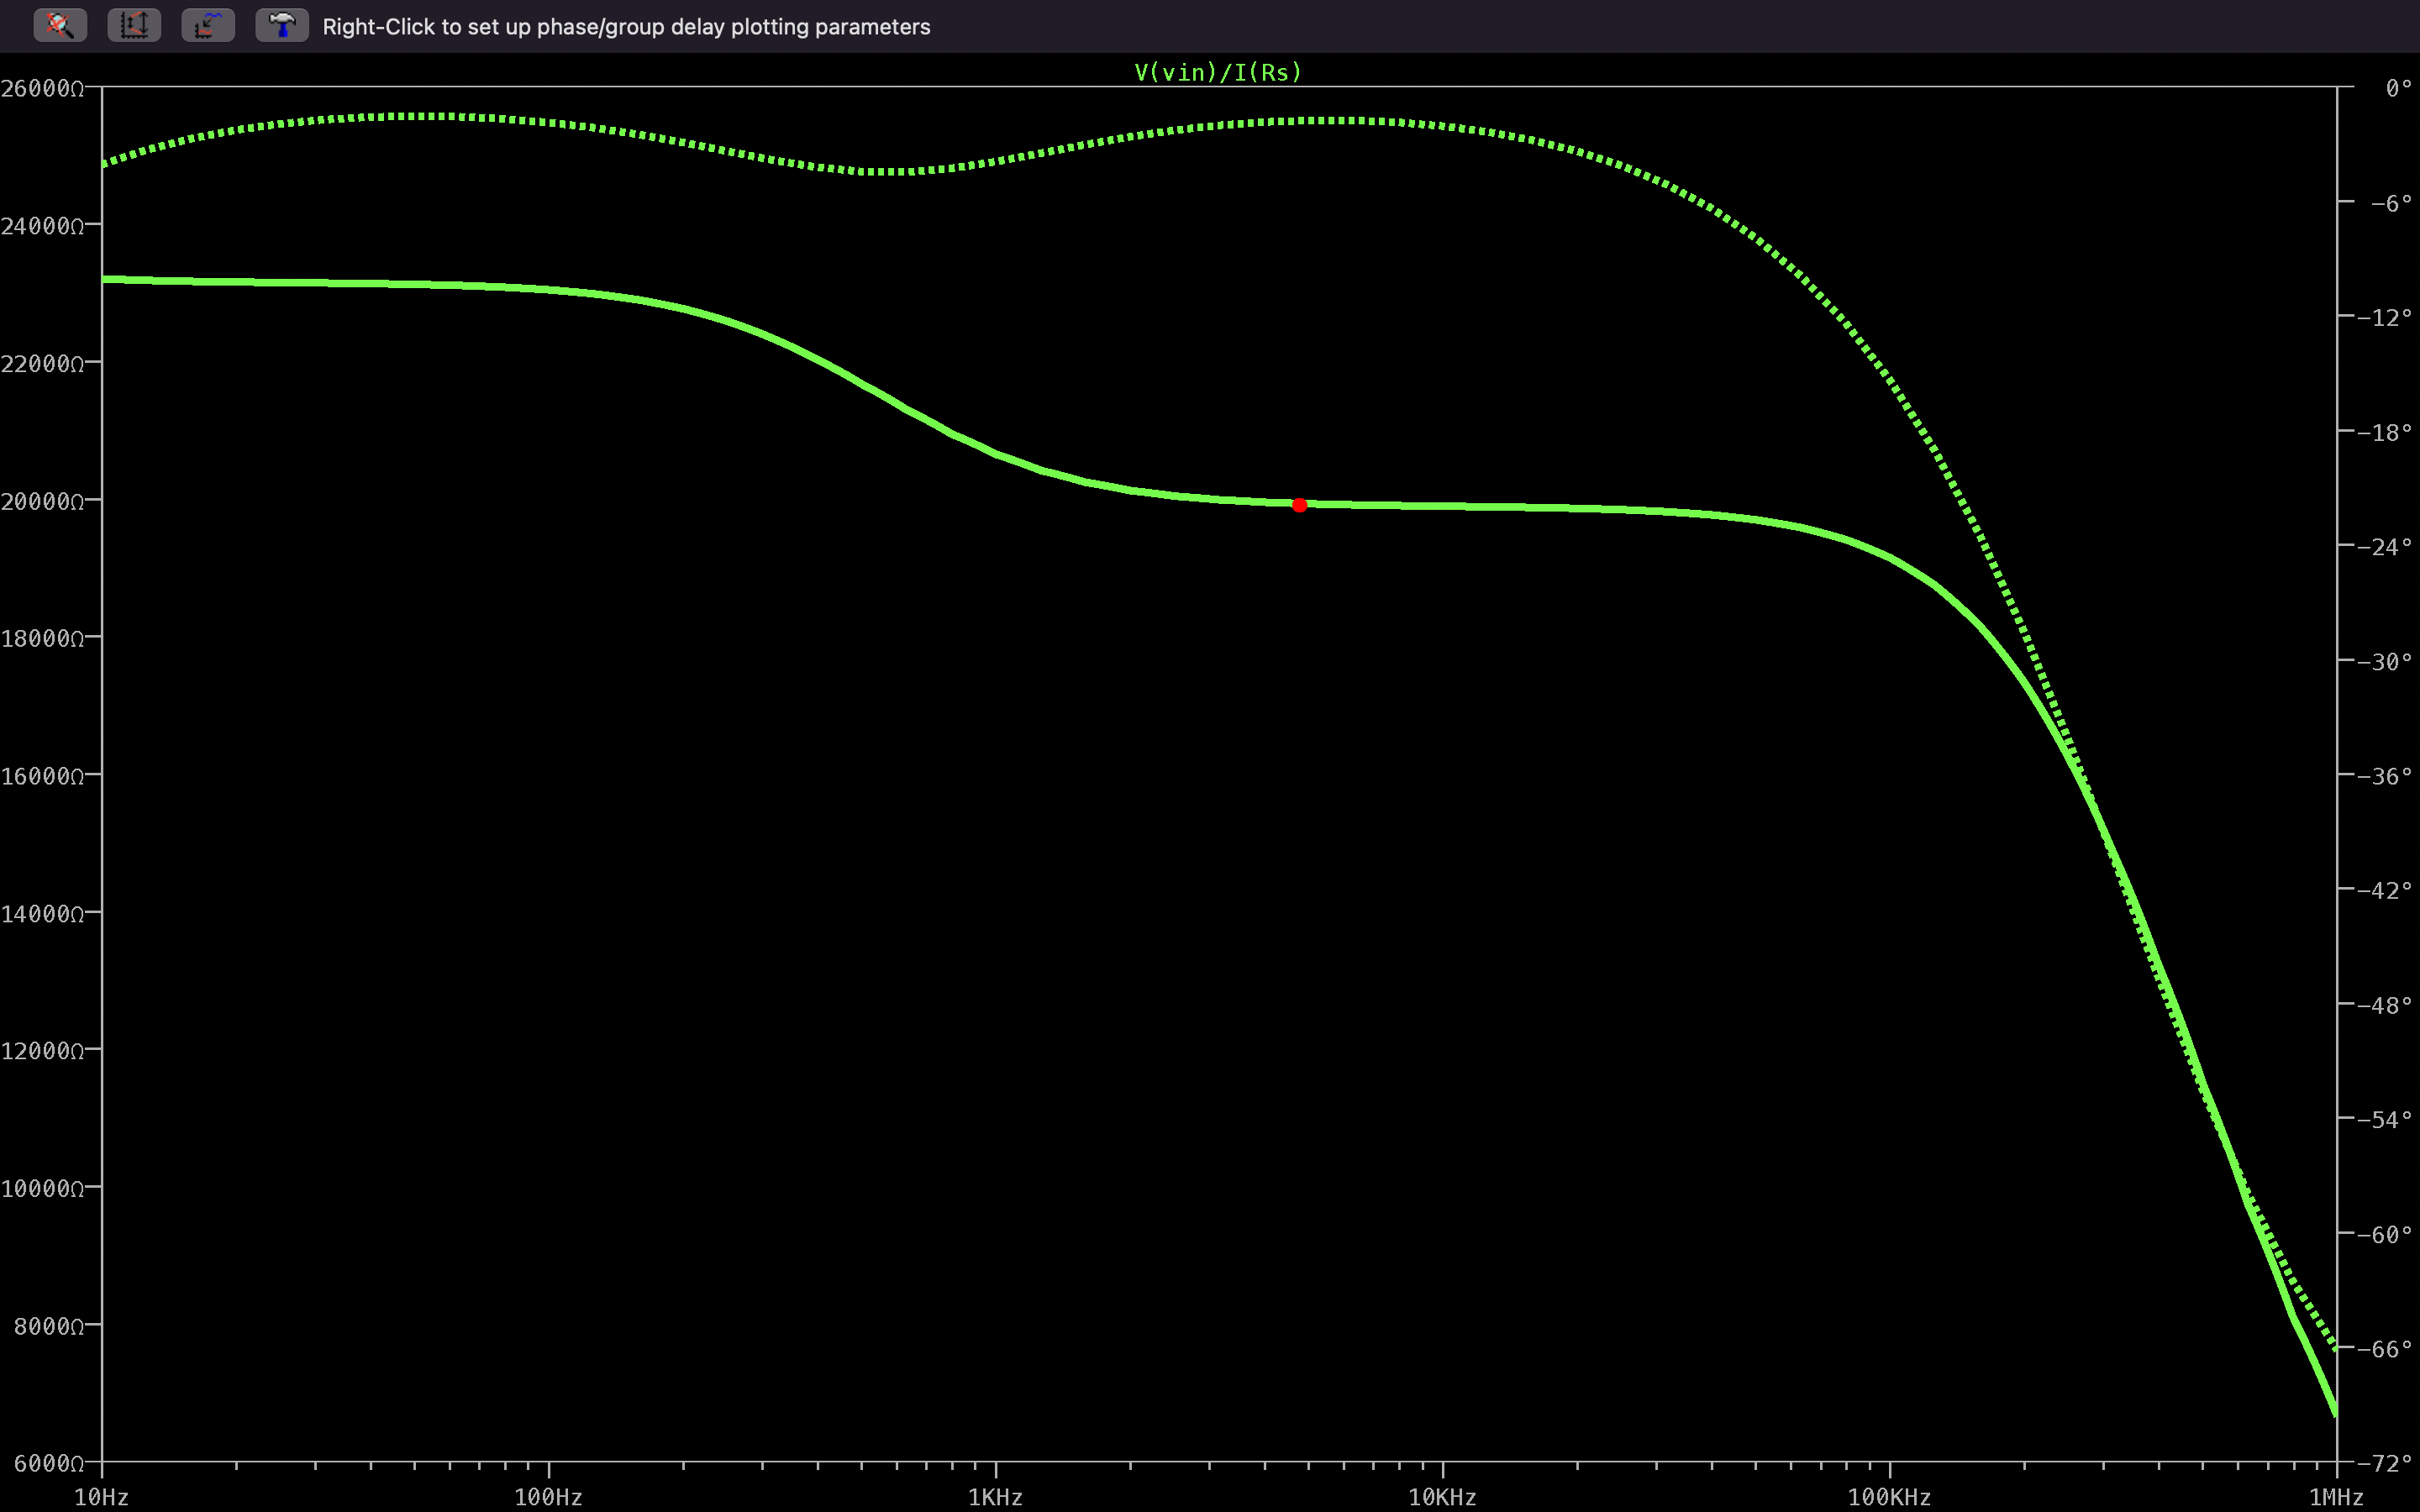 Right-Click to set up phase/group delay plotting parameters
V(vin)/I(Rs)
26000Ω
24000Ω
22000Ω
20000Ω
18000Ω
16000Ω
14000Ω
12000Ω
10000Ω
8000Ω
6000Ω
0°
-6°
-12°
-18°
-24°
-30°
-36°
-42°
-48°
-54°
-60°
-66°
-72°
10Hz 100Hz 1KHz 10KHz 100KHz 1MHz